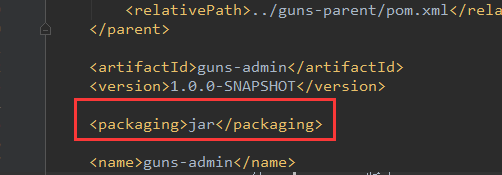 <relativePath>../guns-parent/pom.xml</rela
</parent>
<artifactId>guns-admin</artifactId>
<version>1.0.0-SNAPSHOT</version>
<packaging>jar</packaging>
<name>guns-admin</name>